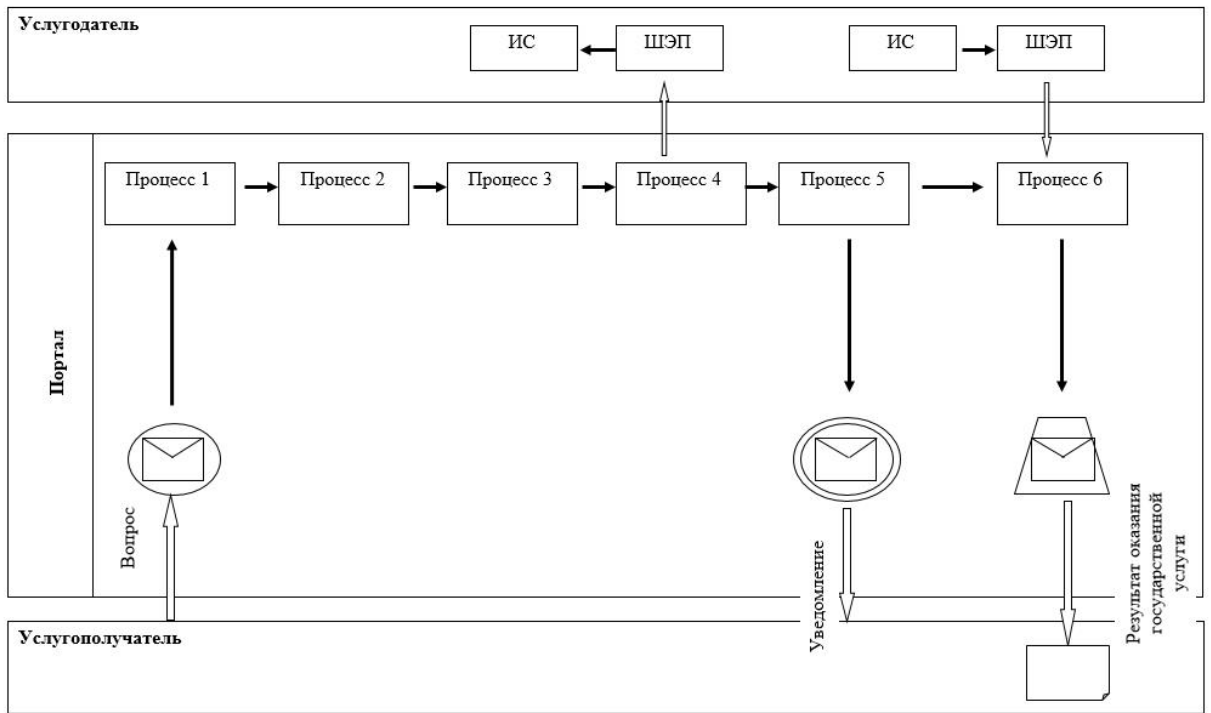 Услугодатель
ИС
ШЭП
ИС
ШЭП
Портал
Процесс 1
Процесс 2
Процесс 3
Процесс 4
Процесс 5
Процесс 6
Вопрос
Уведомление
Результат оказания
государственной
услуги
Услугополучатель